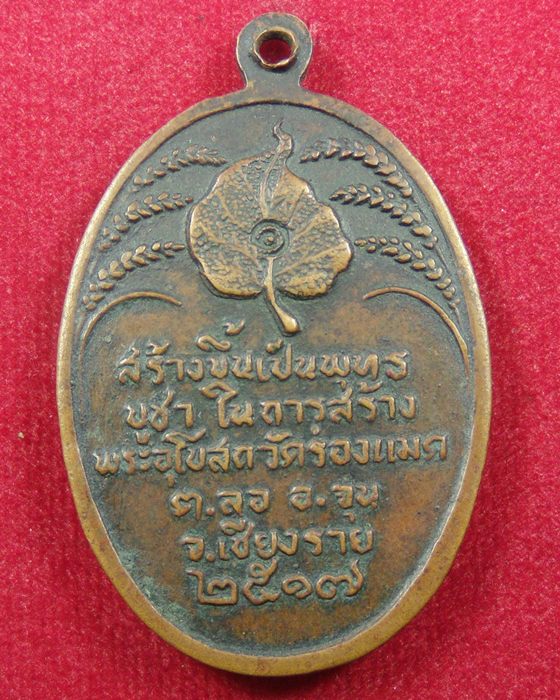 สร้างขึ้นเป็นพุทธ
บูชา ในการสร้าง
พระอุโบสถวัดร่องแมด
ต.ลอ อ.จุน
จ.เชียงราย
๒๕๑๗